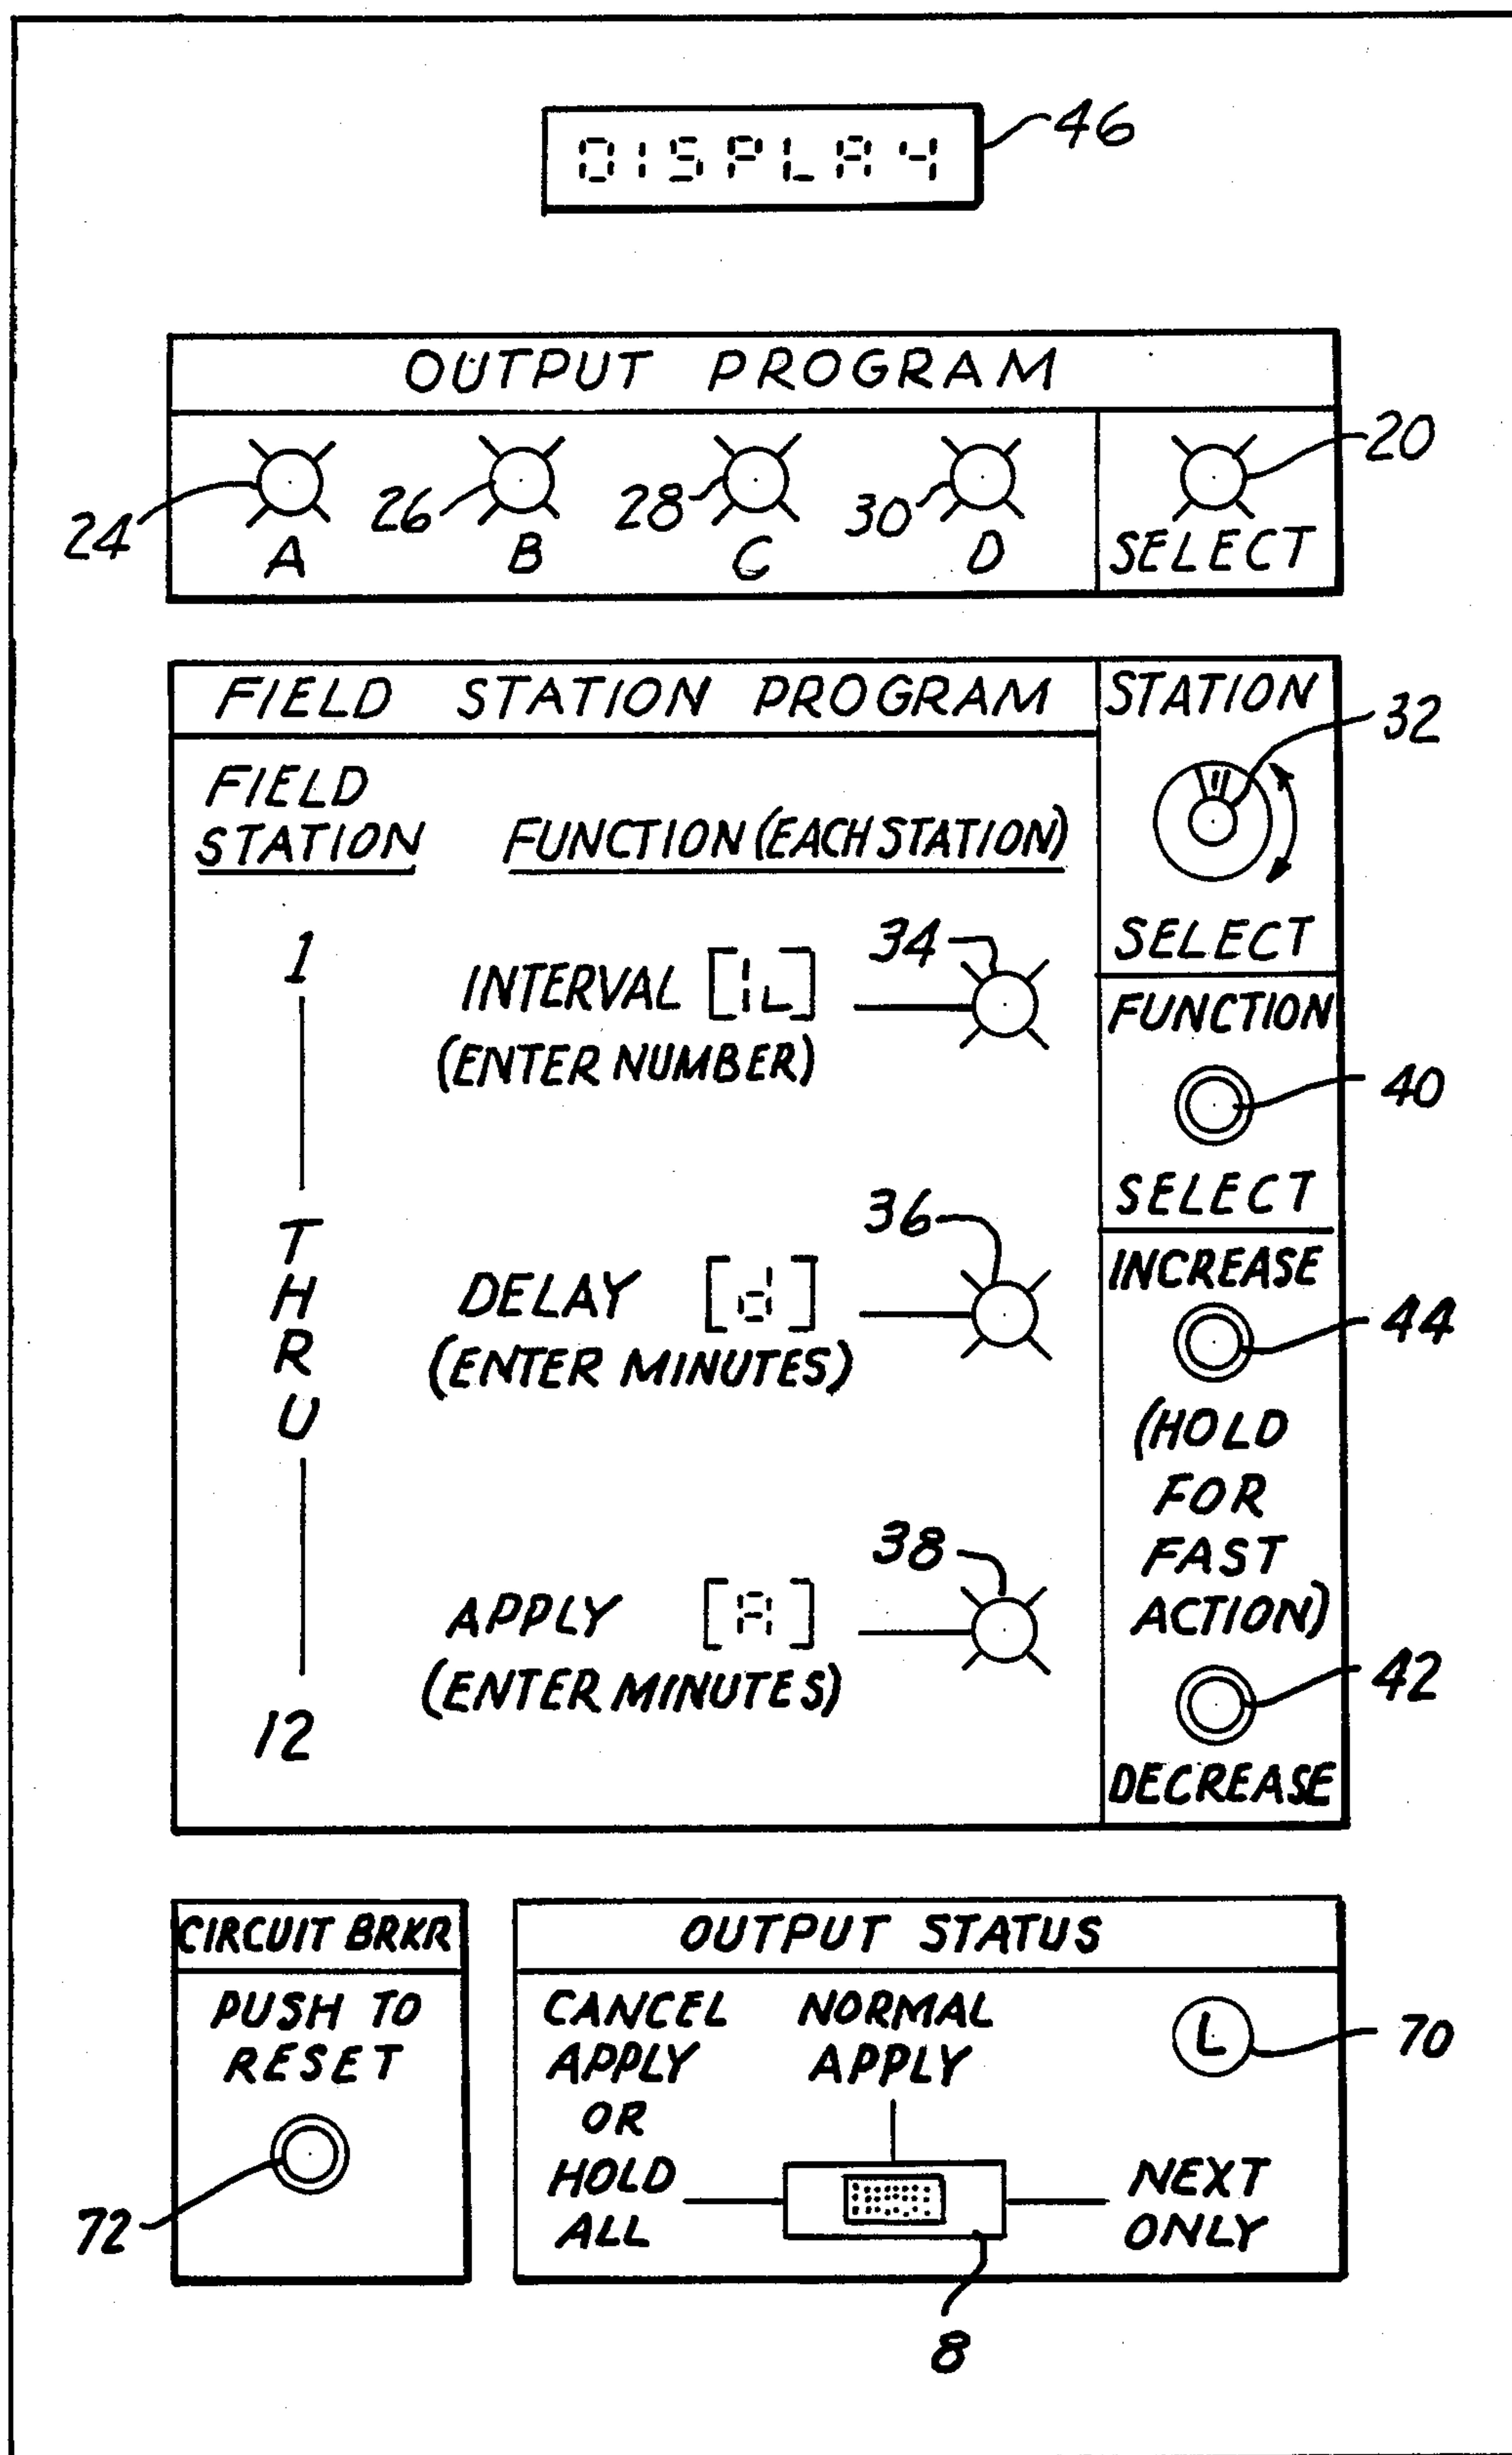 DISPLAY 46
OUTPUT PROGRAM
20
24 26 28 30
A B C D SELECT
FIELD STATION PROGRAM
STATION
32
SELECT
FIELD
STATION
FUNCTION (EACH STATION)
1
THRU
12
INTERVAL [IL] 34
(ENTER NUMBER)
DELAY [d] 36
(ENTER MINUTES)
APPLY [A] 38
(ENTER MINUTES)
FUNCTION
40
SELECT
INCREASE
44
(HOLD
FOR
FAST
ACTION)
42
DECREASE
CIRCUIT BRKR
PUSH TO
RESET
72
OUTPUT STATUS
CANCEL
APPLY
OR
HOLD
ALL
NORMAL
APPLY
L 70
NEXT
ONLY
8